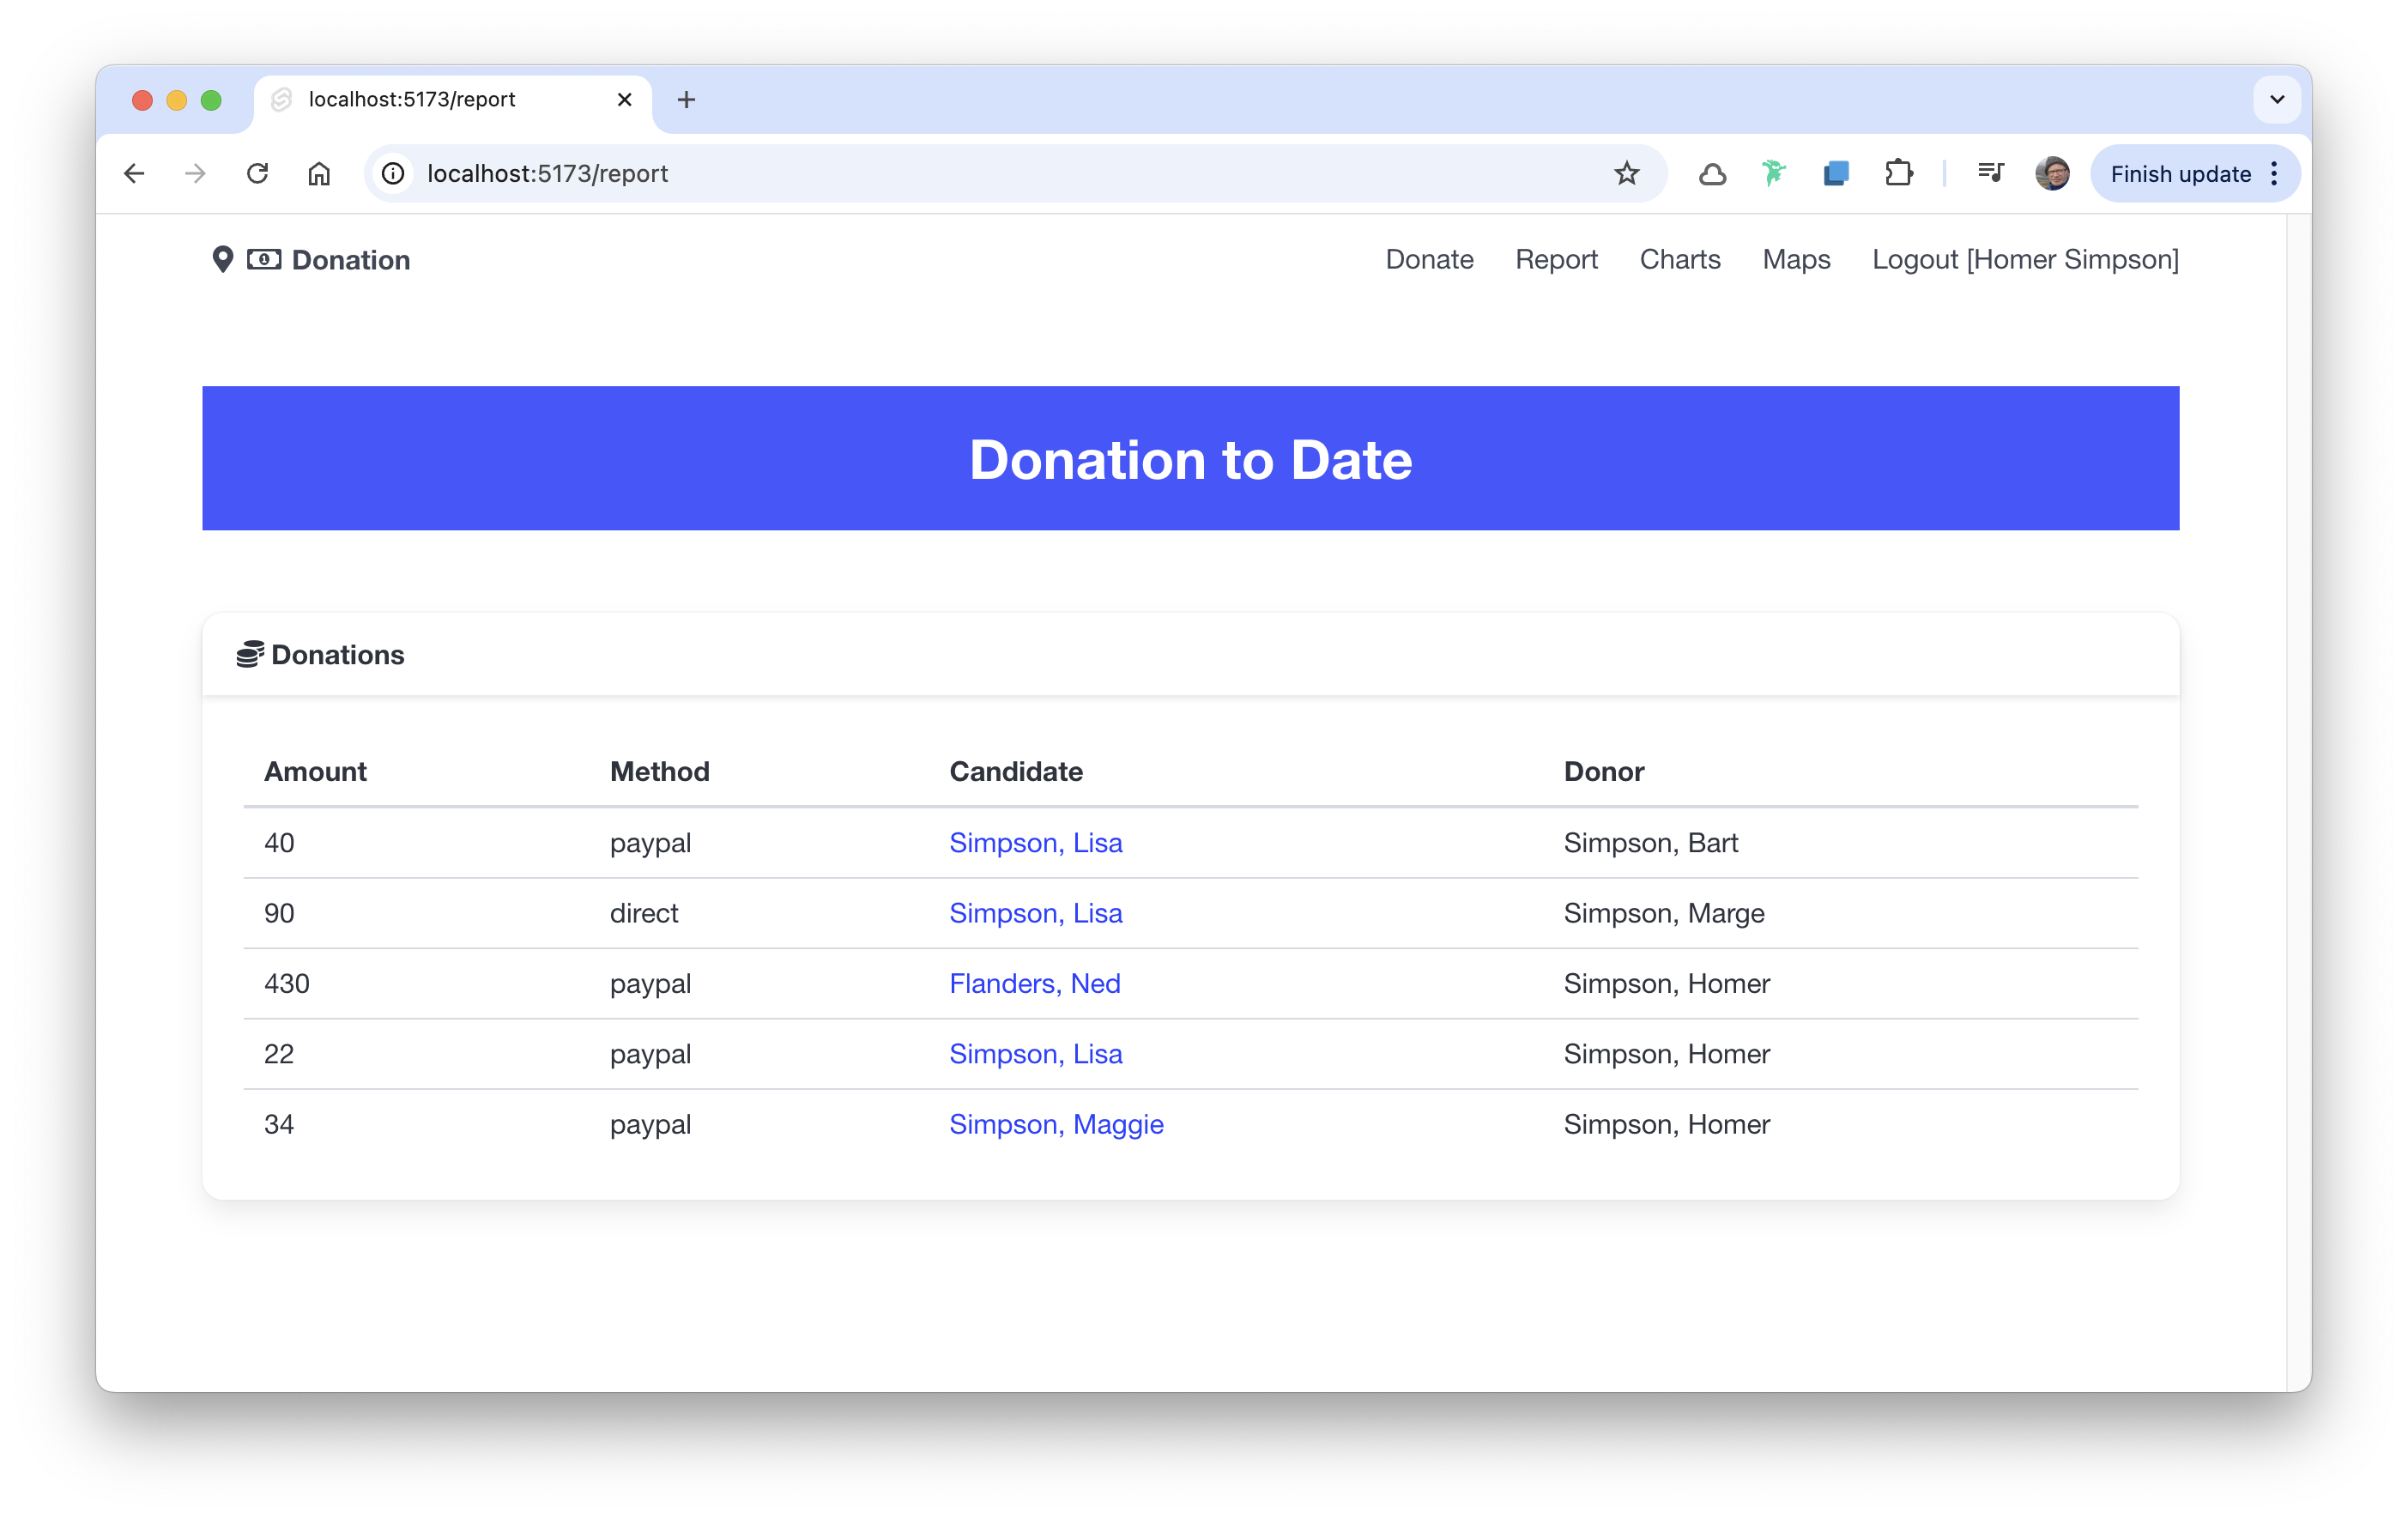 localhost:5173/report
localhost:5173/report
Finish update
Donation Donate Report Charts Maps Logout [Homer Simpson]
Donation to Date
Donations
Amount Method Candidate Donor
40 paypal Simpson, Lisa Simpson, Bart
90 direct Simpson, Lisa Simpson, Marge
430 paypal Flanders, Ned Simpson, Homer
22 paypal Simpson, Lisa Simpson, Homer
34 paypal Simpson, Maggie Simpson, Homer